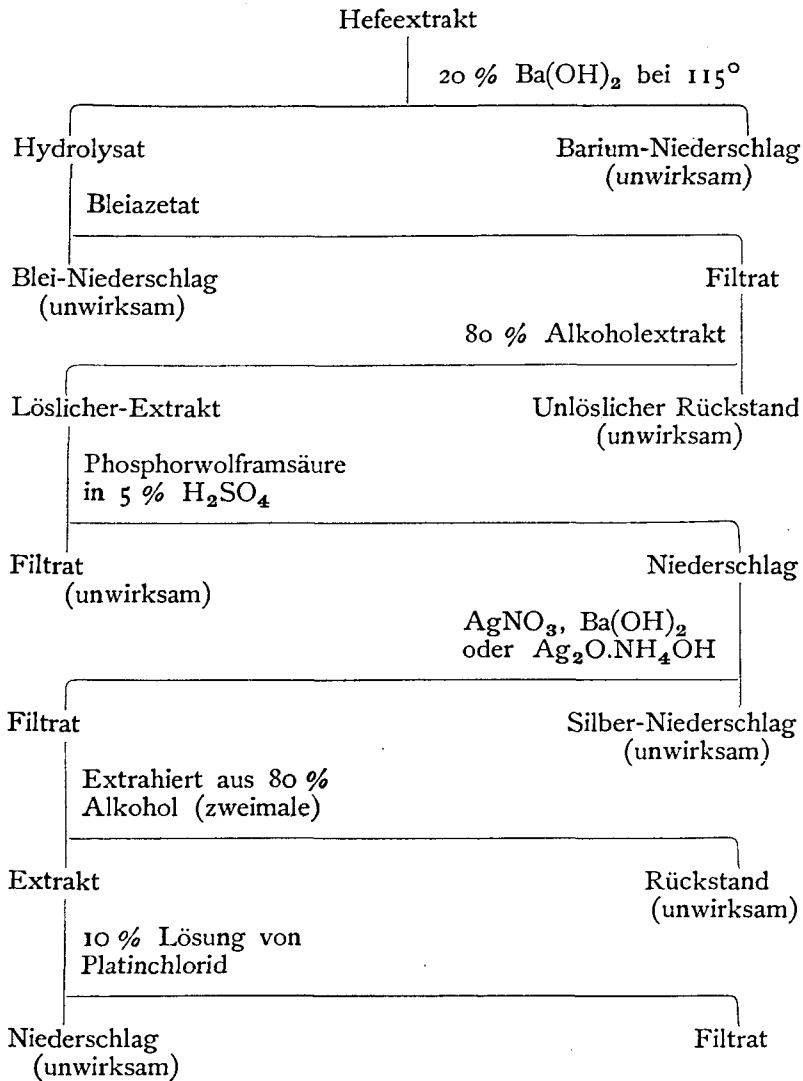 Hefeextrakt
20 % Ba(OH)₂ bei 115°
Hydrolysat
Barium-Niederschlag
(unwirksam)
Bleiazetat
Blei-Niederschlag
(unwirksam)
Filtrat
80 % Alkoholextrakt
Löslicher-Extrakt
Unlöslicher Rückstand
(unwirksam)
Phosphorwolframsäure
in 5 % H₂SO₄
Filtrat
(unwirksam)
Niederschlag
AgNO₃, Ba(OH)₂
oder Ag₂O.NH₄OH
Filtrat
Silber-Niederschlag
(unwirksam)
Extrahiert aus 80 %
Alkohol (zweimale)
Extrakt
Rückstand
(unwirksam)
10 % Lösung von
Platinchlorid
Niederschlag
(unwirksam)
Filtrat